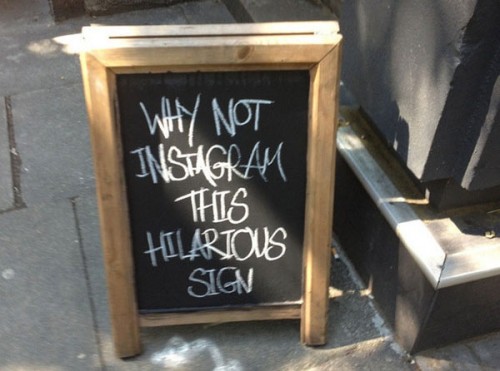 WHY NOT
INSTAGRAM
THIS
HILARIOUS
SIGN